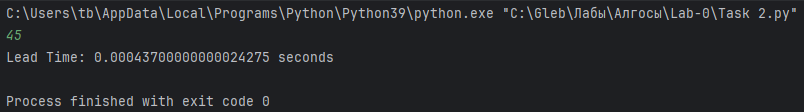 C:\Users\tb\AppData\Local\Programs\Python\Python39\python.exe "C:\Gleb\Лабы\Алгосы\Lab-0\Task 2.py"
45
Lead Time: 0.00043700000000024275 seconds
Process finished with exit code 0